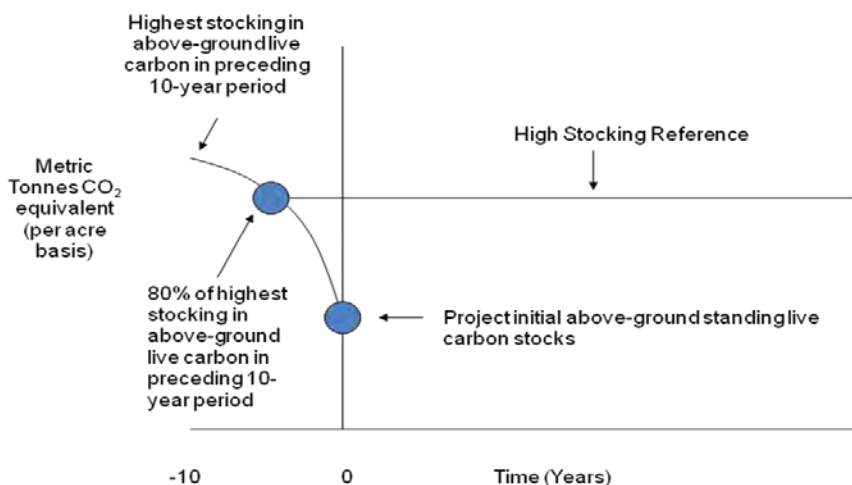 Highest stocking in
above-ground live
carbon in preceding
10-year period
High Stocking Reference
Metric
Tonnes CO₂
equivalent
(per acre
basis)
80% of highest
stocking in
above-ground
live carbon in
preceding 10-
year period
Project initial above-ground standing live
carbon stocks
-10
0
Time (Years)